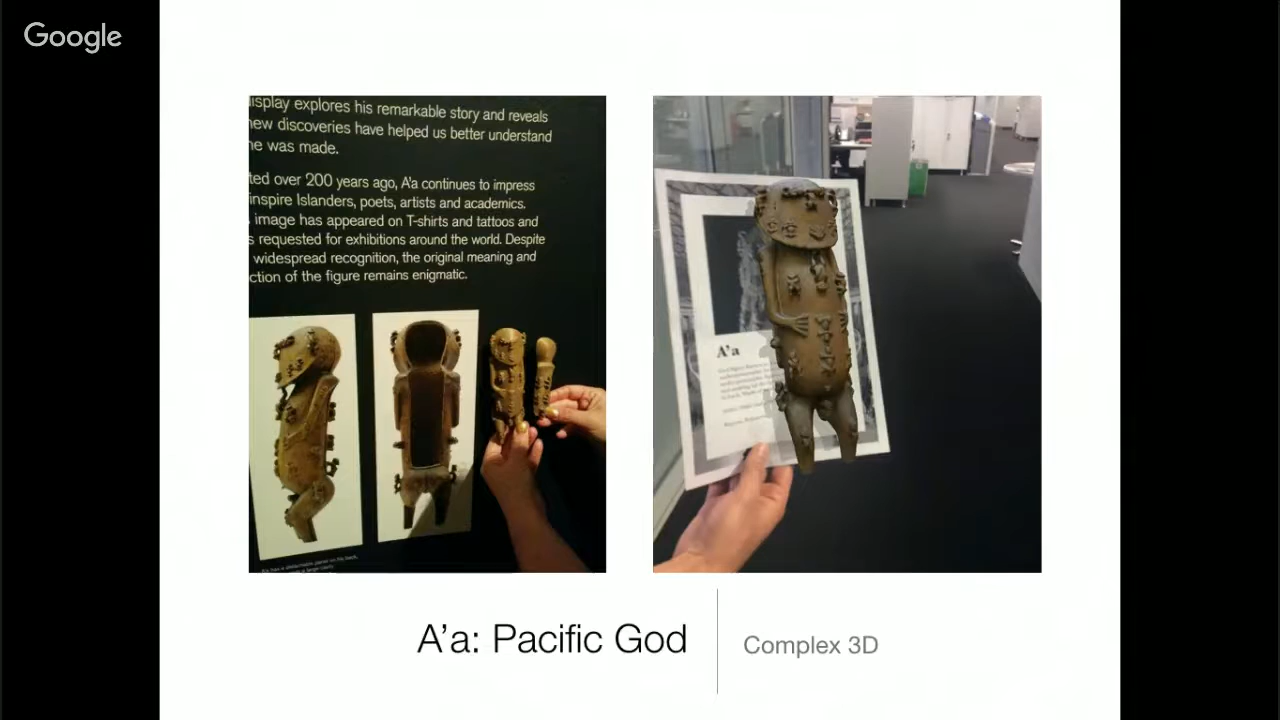 Google
display explores his remarkable story and reveals
new discoveries have helped us better understand
he was made.
ted over 200 years ago, A'a continues to impress
inspire Islanders, poets, artists and academics.
image has appeared on T-shirts and tattoos and
s requested for exhibitions around the world. Despite
widespread recognition, the original meaning and
ction of the figure remains enigmatic.
A'a
A'a: Pacific God
Complex 3D